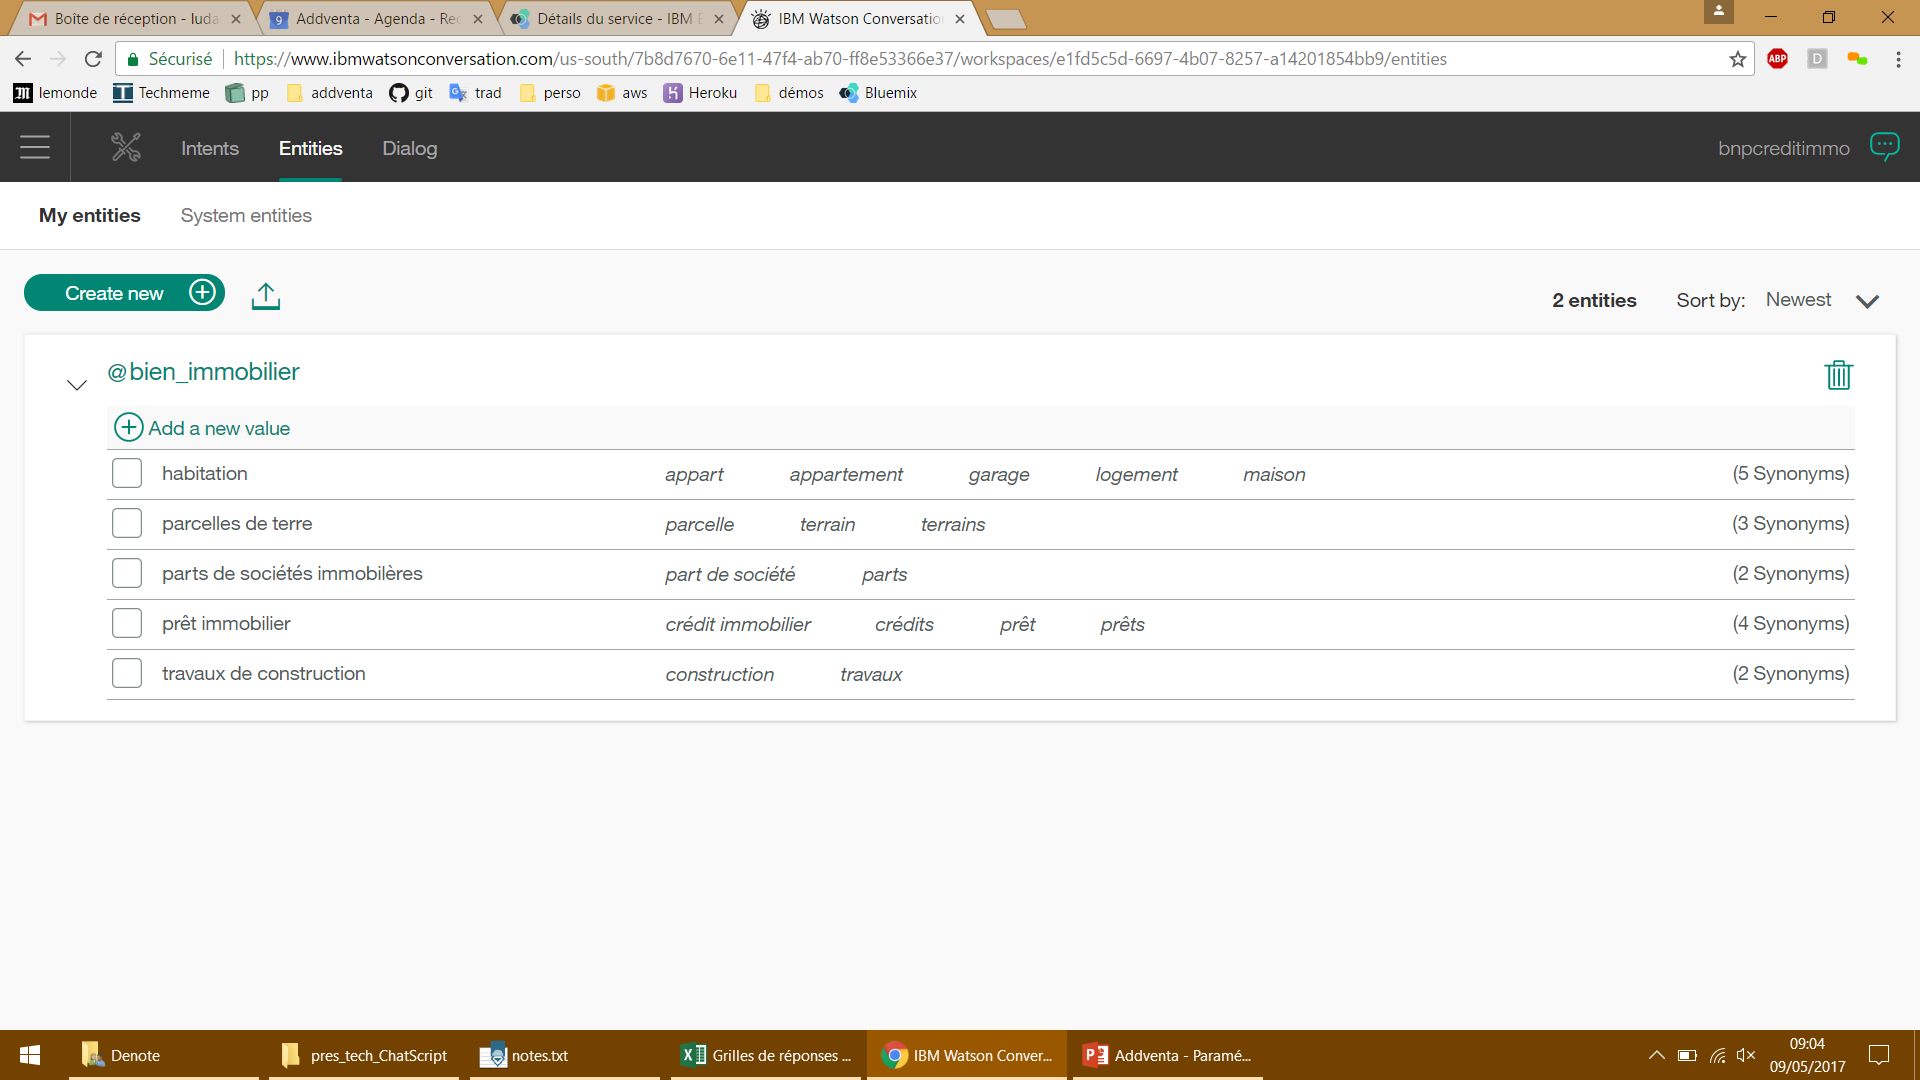 Boîte de réception - luda
9 Addventa - Agenda - Rec
Détails du service - IBM B
IBM Watson Conversatio
Sécurisé https://www.ibmwatsonconversation.com/us-south/7b8d7670-6e11-47f4-ab70-ff8e53366e37/workspaces/e1fd5c5d-6697-4b07-8257-a14201854bb9/entities ABP D
lemonde Techmeme pp addventa git trad perso aws Heroku démos Bluemix
Intents Entities Dialog bnpcreditimmo
My entities System entities
Create new 2 entities Sort by: Newest
@bien_immobilier
Add a new value
habitation appart appartement garage logement maison (5 Synonyms)
parcelles de terre parcelle terrain terrains (3 Synonyms)
parts de sociétés immobilères part de société parts (2 Synonyms)
prêt immobilier crédit immobilier crédits prêt prêts (4 Synonyms)
travaux de construction construction travaux (2 Synonyms)
Denote pres_tech_ChatScript notes.txt Grilles de réponses ... IBM Watson Conver... Addventa - Paramé... 09:04
09/05/2017